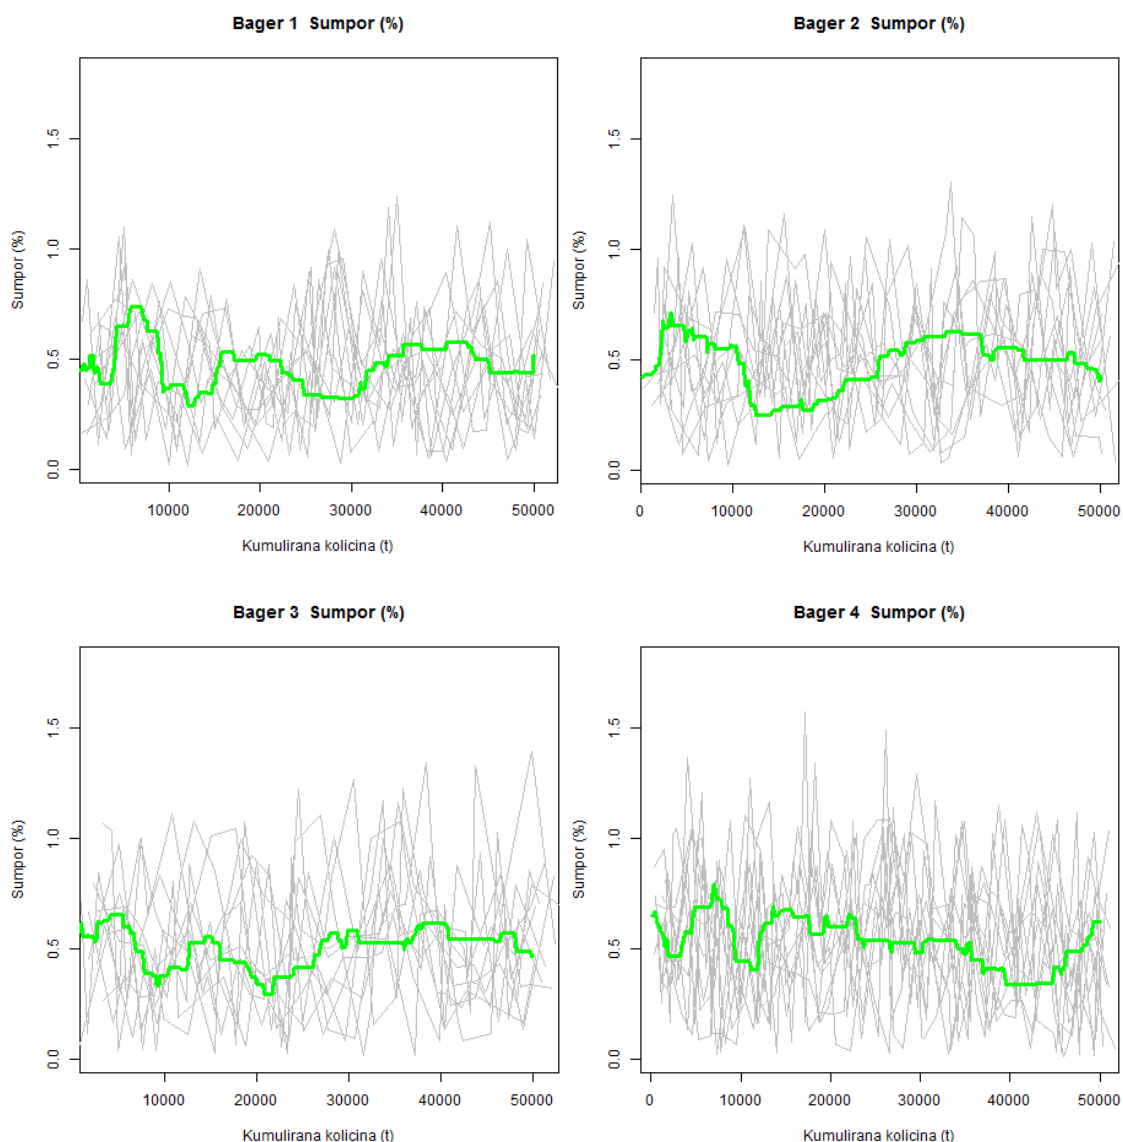 Bager 1  Sumpor (%)
Sumpor (%)
1.5
1.0
0.5
0.0
10000 20000 30000 40000 50000
Kumulirana kolicina (t)
Bager 2  Sumpor (%)
Sumpor (%)
1.5
1.0
0.5
0.0
0 10000 20000 30000 40000 50000
Kumulirana kolicina (t)
Bager 3  Sumpor (%)
Sumpor (%)
1.5
1.0
0.5
0.0
10000 20000 30000 40000 50000
Kumulirana kolicina (t)
Bager 4  Sumpor (%)
Sumpor (%)
1.5
1.0
0.5
0.0
0 10000 20000 30000 40000 50000
Kumulirana kolicina (t)